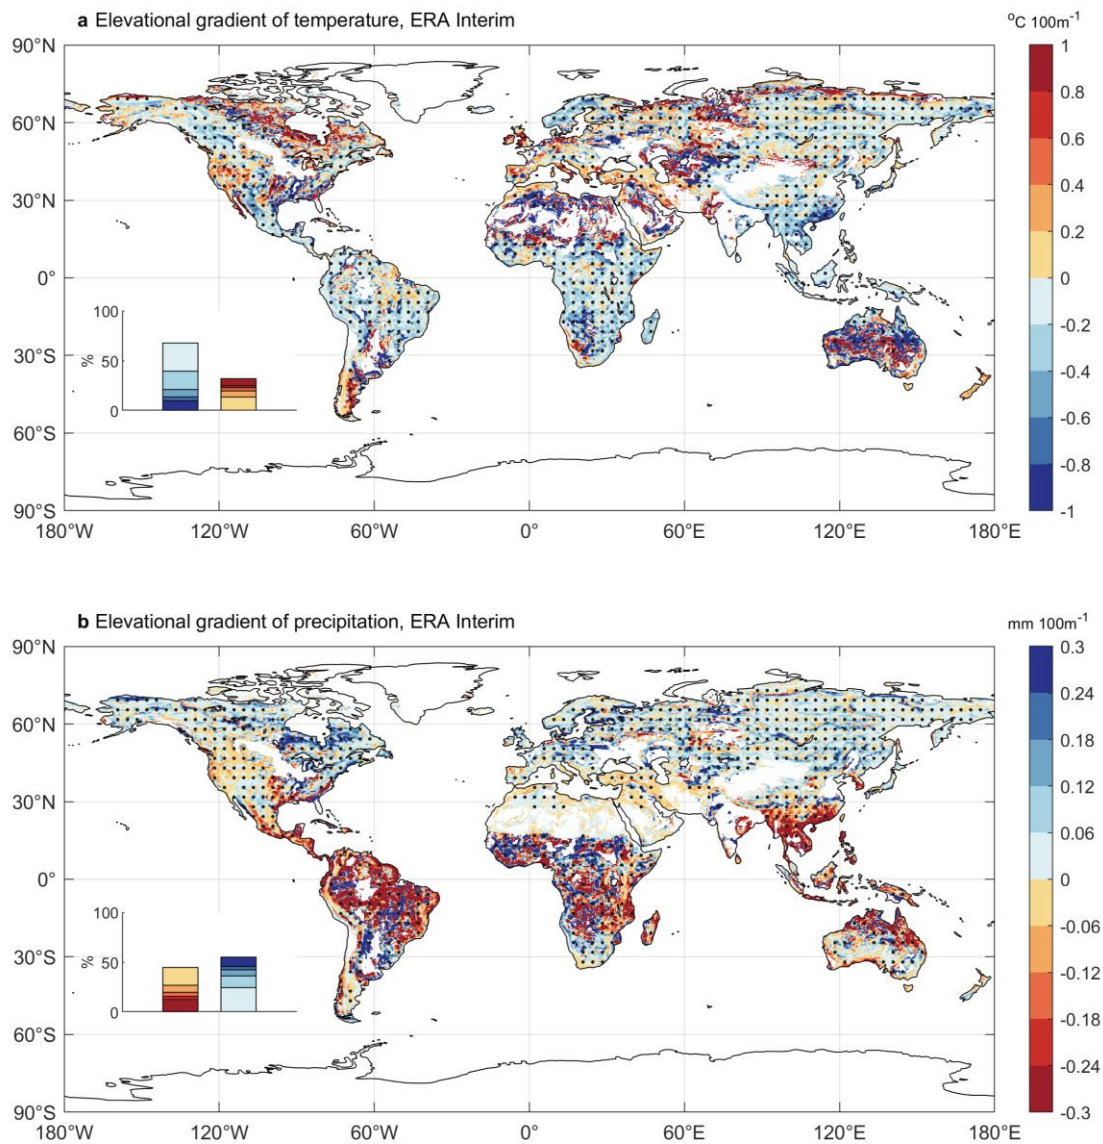 a Elevational gradient of temperature, ERA Interim
°C 100m⁻¹
90°N
60°N
30°N
0°
30°S
60°S
90°S
180°W
120°W
60°W
0°
60°E
120°E
180°E
100
50
0
%
1
0.8
0.6
0.4
0.2
0
-0.2
-0.4
-0.6
-0.8
-1
b Elevational gradient of precipitation, ERA Interim
mm 100m⁻¹
90°N
60°N
30°N
0°
30°S
60°S
90°S
180°W
120°W
60°W
0°
60°E
120°E
180°E
100
50
0
%
0.3
0.24
0.18
0.12
0.06
0
-0.06
-0.12
-0.18
-0.24
-0.3